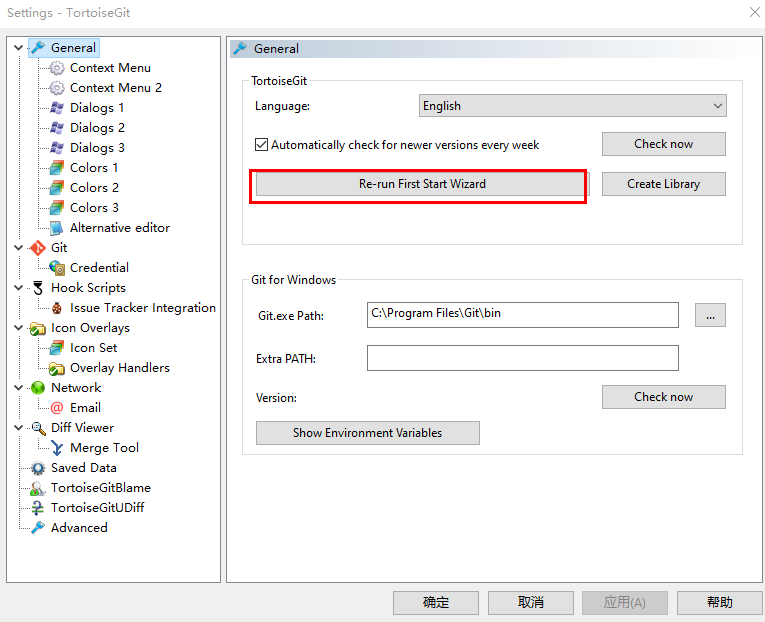 Settings - TortoiseGit
General
Context Menu
Context Menu 2
Dialogs 1
Dialogs 2
Dialogs 3
Colors 1
Colors 2
Colors 3
Alternative editor
Git
Credential
Hook Scripts
Issue Tracker Integration
Icon Overlays
Icon Set
Overlay Handlers
Network
Email
Diff Viewer
Merge Tool
Saved Data
TortoiseGitBlame
TortoiseGitUDiff
Advanced
General
TortoiseGit
Language: English
Automatically check for newer versions every week Check now
Re-run First Start Wizard Create Library
Git for Windows
Git.exe Path: C:\Program Files\Git\bin ...
Extra PATH:
Version: Check now
Show Environment Variables
确定 取消 应用(A) 帮助